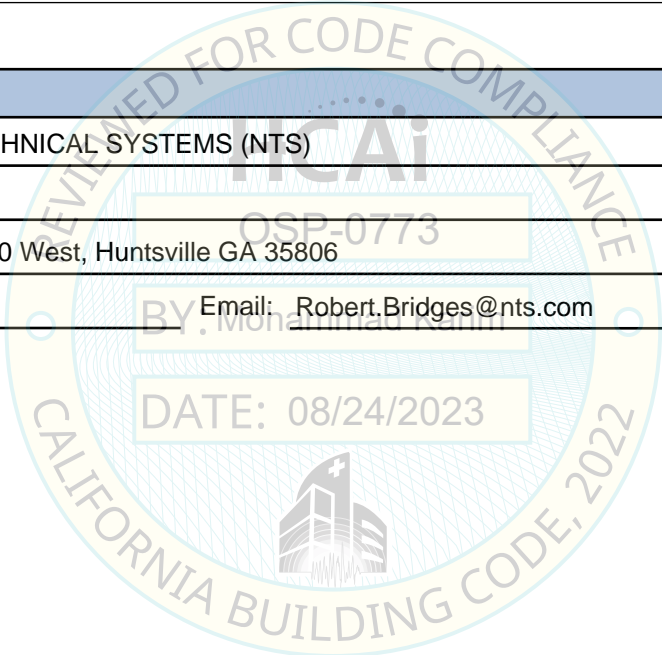 REVIEWED FOR CODE COMPLIANCE
HCAi
CHNICAL SYSTEMS (NTS)
OSP-0773
0 West, Huntsville GA 35806
Email: Robert.Bridges@nts.com
BY: Mohammad Karim
DATE: 08/24/2023
CALIFORNIA BUILDING CODE, 2022